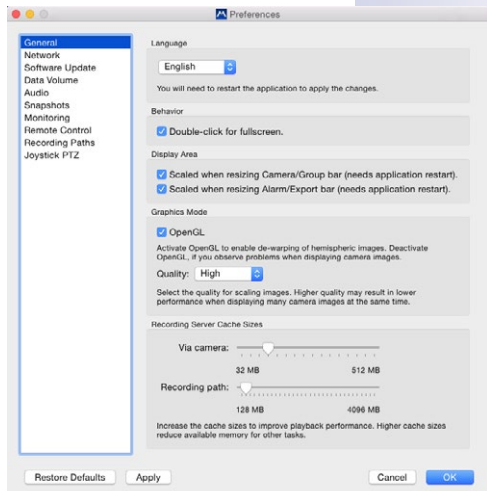 Preferences
General
Network
Software Update
Data Volume
Audio
Snapshots
Monitoring
Remote Control
Recording Paths
Joystick PTZ
Language
English
You will need to restart the application to apply the changes.
Behavior
Double-click for fullscreen.
Display Area
Scaled when resizing Camera/Group bar (needs application restart).
Scaled when resizing Alarm/Export bar (needs application restart).
Graphics Mode
OpenGL
Activate OpenGL to enable de-warping of hemispheric images. Deactivate
OpenGL, if you observe problems when displaying camera images.
Quality: High
Select the quality for scaling images. Higher quality may result in lower
performance when displaying many camera images at the same time.
Recording Server Cache Sizes
Via camera:
32 MB 512 MB
Recording path:
128 MB 4096 MB
Increase the cache sizes to improve playback performance. Higher cache sizes
reduce available memory for other tasks.
Restore Defaults Apply Cancel OK